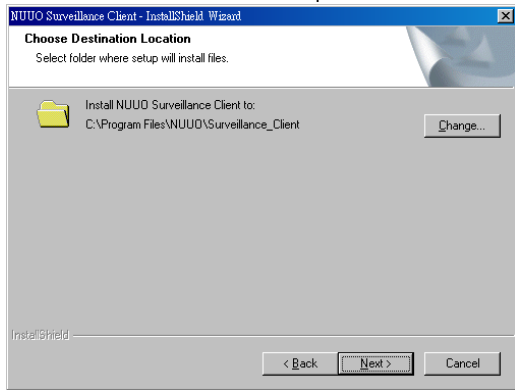 NUUO Surveillance Client - InstallShield Wizard
Choose Destination Location
Select folder where setup will install files.
Install NUUO Surveillance Client to:
C:\Program Files\NUUO\Surveillance_Client
Change...
InstallShield
< Back Next > Cancel